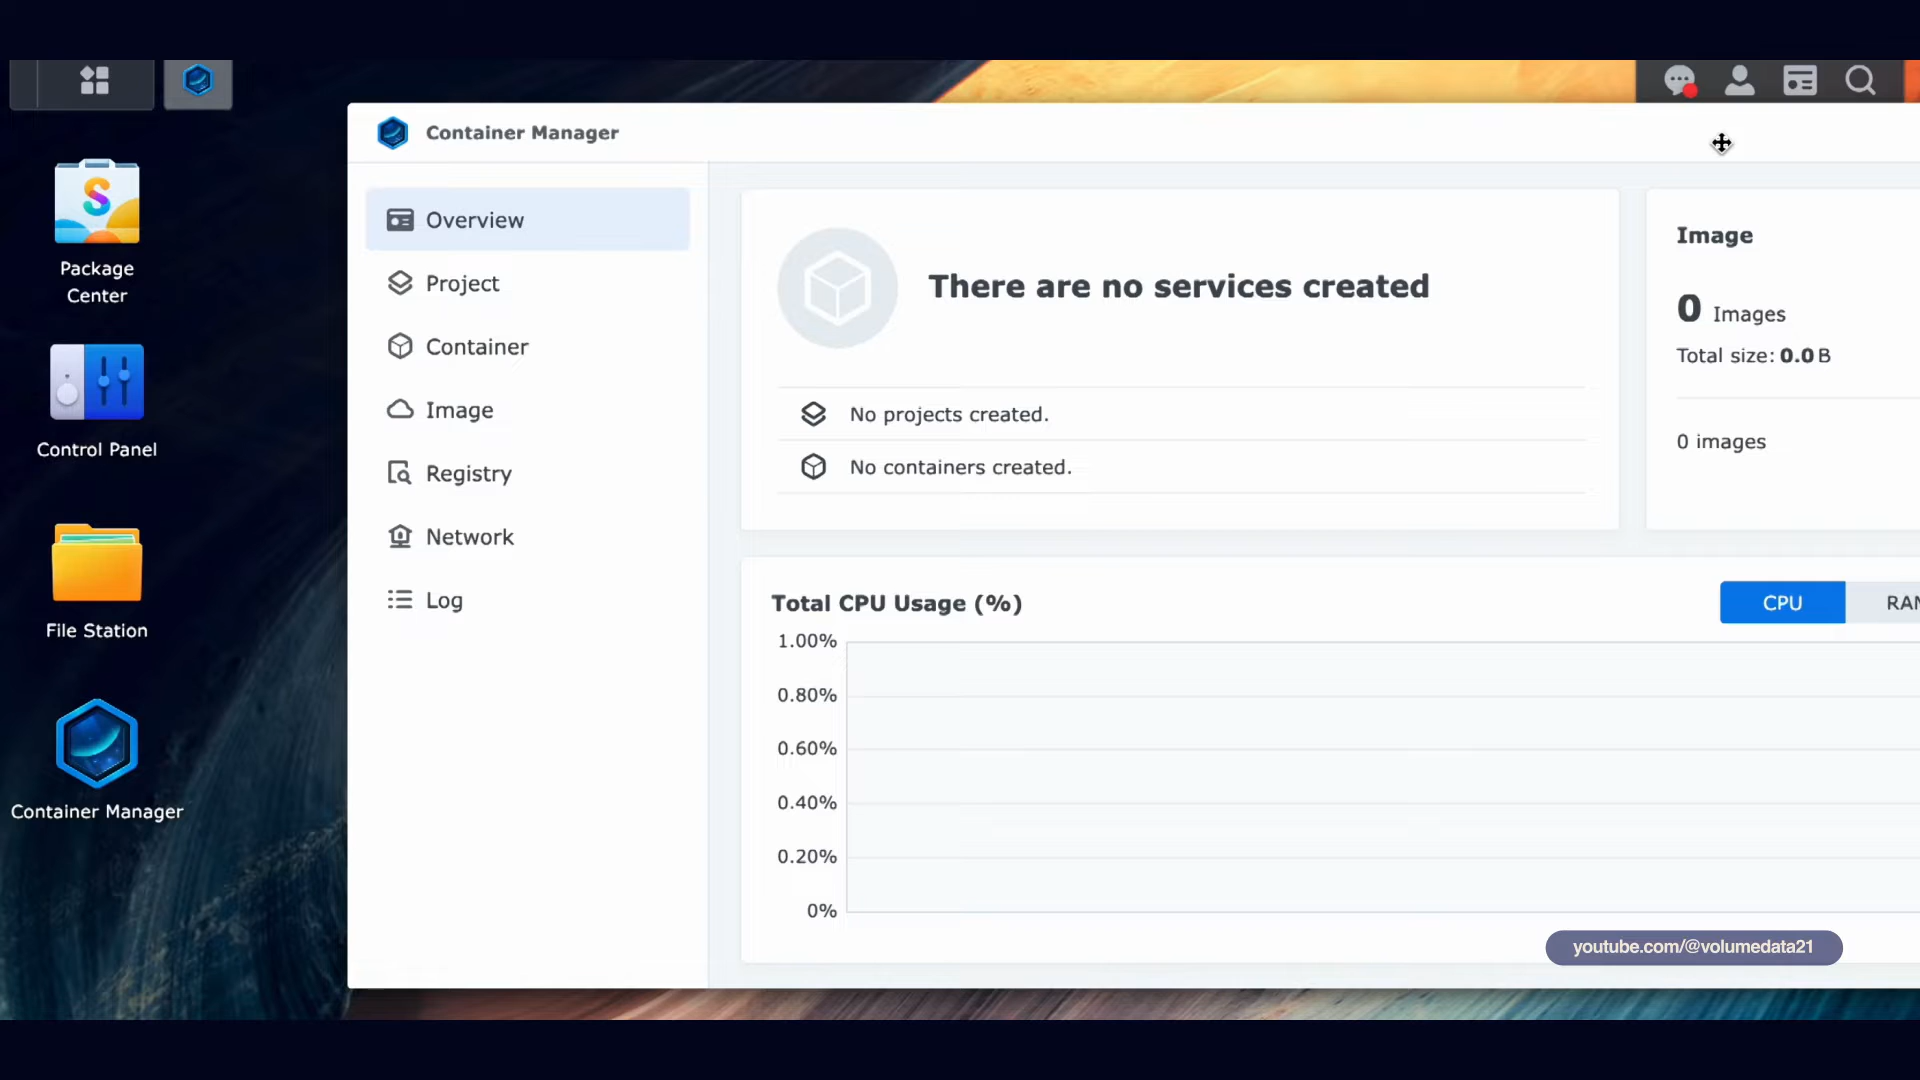 Container Manager
Package
Center
Control Panel
File Station
Container Manager
Overview
Project
Container
Image
Registry
Network
Log
There are no services created
No projects created.
No containers created.
Image
0 Images
Total size: 0.0 B
0 images
Total CPU Usage (%)
CPU
1.00%
0.80%
0.60%
0.40%
0.20%
0%
youtube.com/@volumedata21